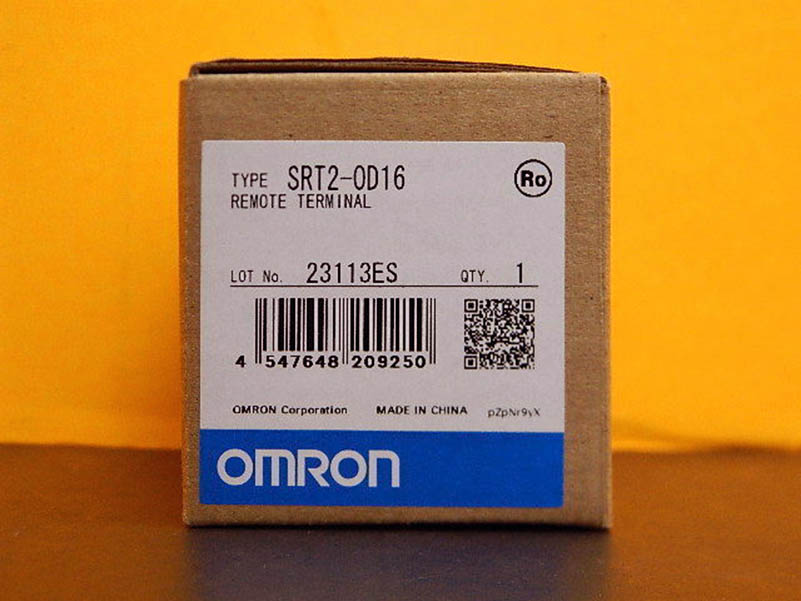 TYPE SRT2-OD16
Ro
REMOTE TERMINAL
LOT No. 23113ES QTY. 1
4 547648 209250
OMRON Corporation MADE IN CHINA pZpNr9yX
OMRON